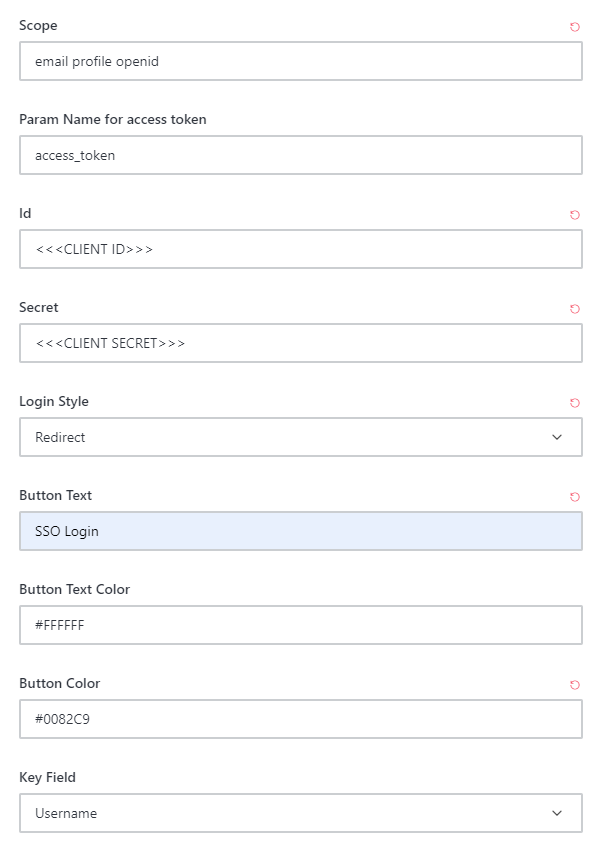 Scope
email profile openid
Param Name for access token
access_token
Id
<<<CLIENT ID>>>
Secret
<<<CLIENT SECRET>>>
Login Style
Redirect
Button Text
SSO Login
Button Text Color
#FFFFFF
Button Color
#0082C9
Key Field
Username